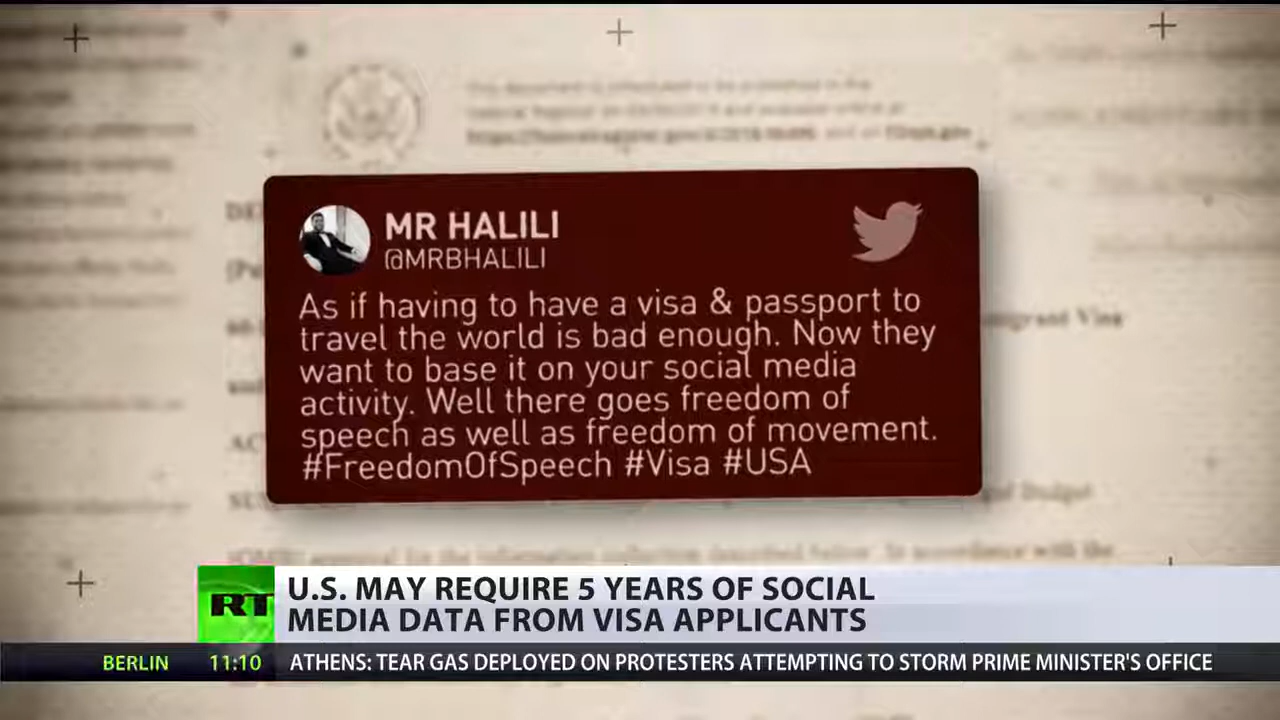 MR HALILI
@MRBHALILI
As if having to have a visa & passport to
travel the world is bad enough. Now they
want to base it on your social media
activity. Well there goes freedom of
speech as well as freedom of movement.
#FreedomOfSpeech #Visa #USA
RT
U.S. MAY REQUIRE 5 YEARS OF SOCIAL
MEDIA DATA FROM VISA APPLICANTS
BERLIN 11:10 ATHENS: TEAR GAS DEPLOYED ON PROTESTERS ATTEMPTING TO STORM PRIME MINISTER'S OFFICE